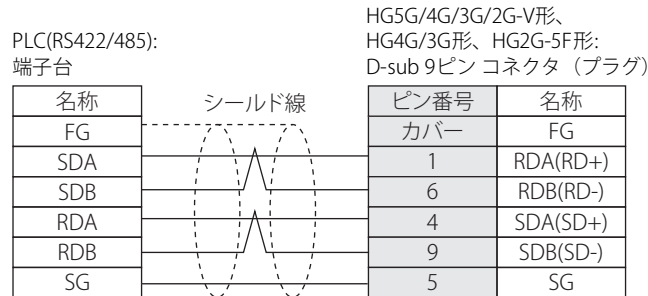 PLC(RS422/485):
端子台
HG5G/4G/3G/2G-V形、
HG4G/3G形、HG2G-5F形:
D-sub 9ピン コネクタ（プラグ）
名称 シールド線 ピン番号 名称
FG カバー FG
SDA 1 RDA(RD+)
SDB 6 RDB(RD-)
RDA 4 SDA(SD+)
RDB 9 SDB(SD-)
SG 5 SG